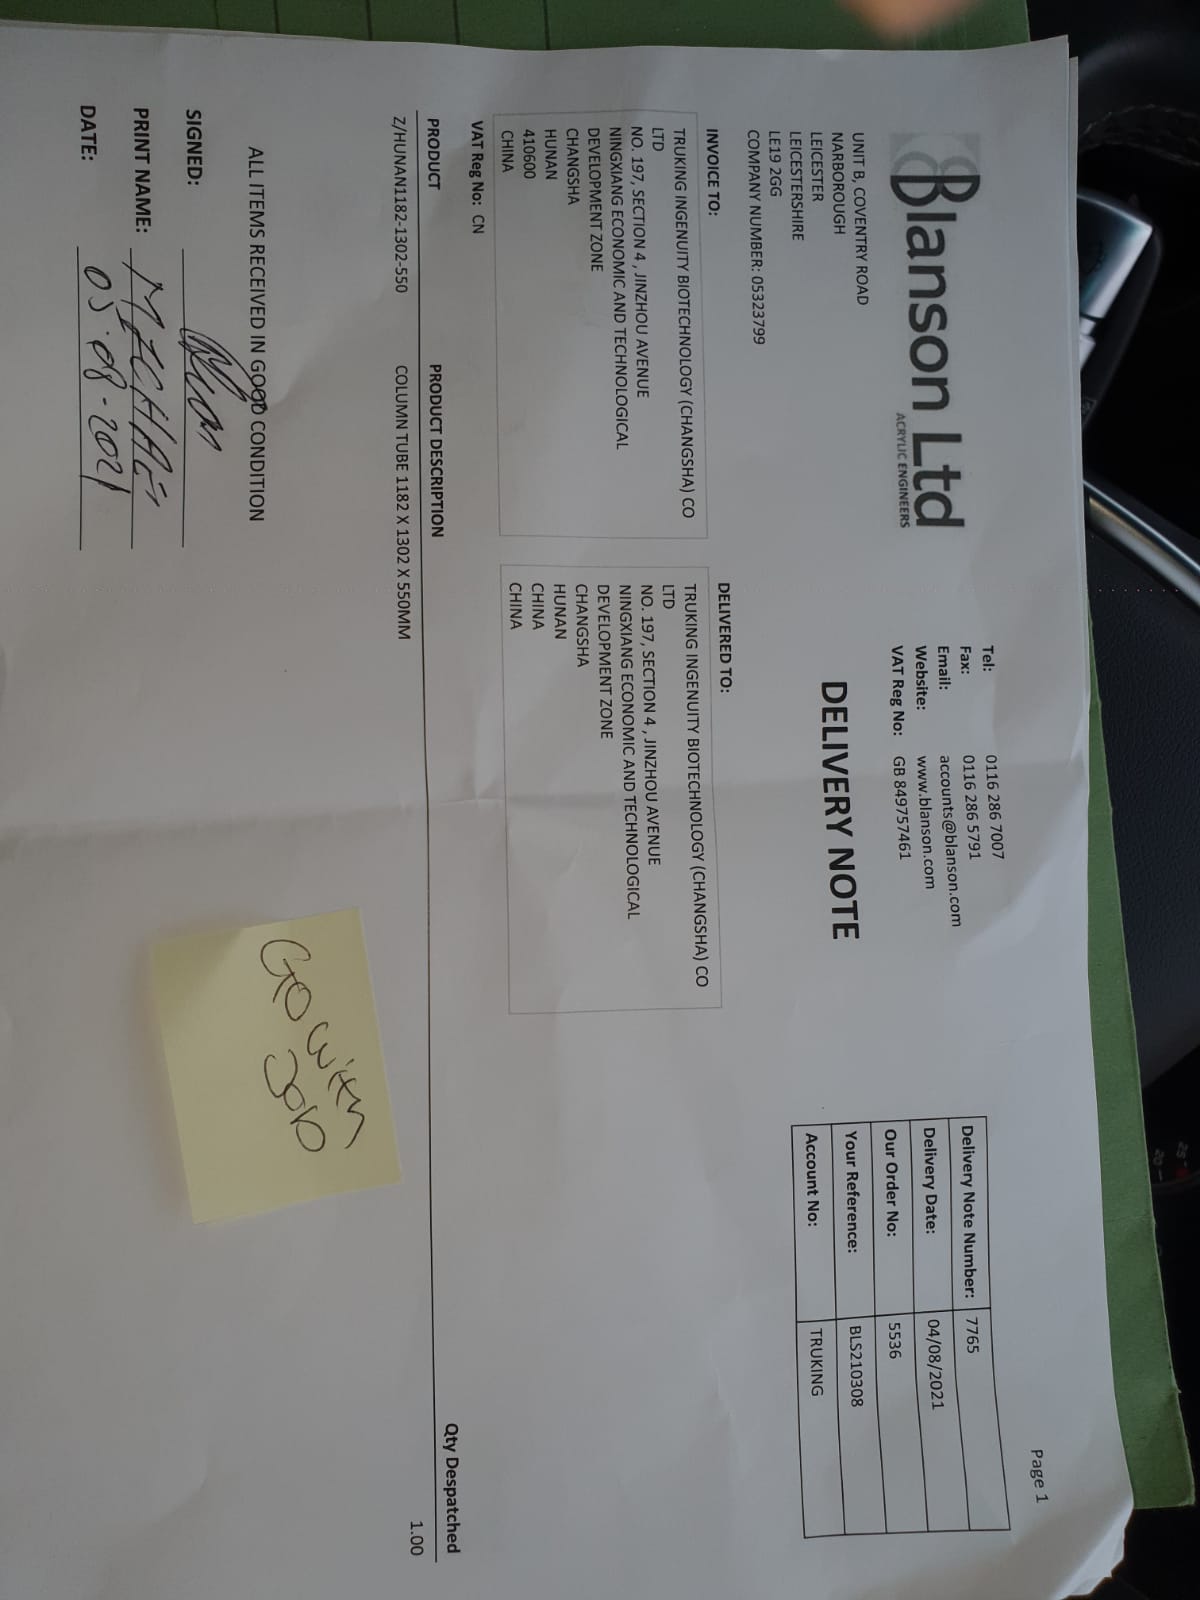 Page 1
Blanson Ltd
ACRYLIC ENGINEERS
UNIT B, COVENTRY ROAD
NARBOROUGH
LEICESTER
LEICESTERSHIRE
LE19 2GG
COMPANY NUMBER: 05323799
Tel: 0116 286 7007
Fax: 0116 286 5791
Email: accounts@blanson.com
Website: www.blanson.com
VAT Reg No: GB 849757461
DELIVERY NOTE
Delivery Note Number: 7765
Delivery Date: 04/08/2021
Our Order No: 5536
Your Reference: BLS210308
Account No: TRUKING
INVOICE TO:
TRUKING INGENUITY BIOTECHNOLOGY (CHANGSHA) CO
LTD
NO. 197, SECTION 4 , JINZHOU AVENUE
NINGXIANG ECONOMIC AND TECHNOLOGICAL
DEVELOPMENT ZONE
CHANGSHA
HUNAN
410600
CHINA
DELIVERED TO:
TRUKING INGENUITY BIOTECHNOLOGY (CHANGSHA) CO
LTD
NO. 197, SECTION 4 , JINZHOU AVENUE
NINGXIANG ECONOMIC AND TECHNOLOGICAL
DEVELOPMENT ZONE
CHANGSHA
HUNAN
CHINA
CHINA
VAT Reg No: CN
PRODUCT PRODUCT DESCRIPTION Qty Despatched
Z/HUNAN1182-1302-550 COLUMN TUBE 1182 X 1302 X 550MM 1.00
GO with
JOB
ALL ITEMS RECEIVED IN GOOD CONDITION
SIGNED:
PRINT NAME:
DATE: 05.08.2021
25
20